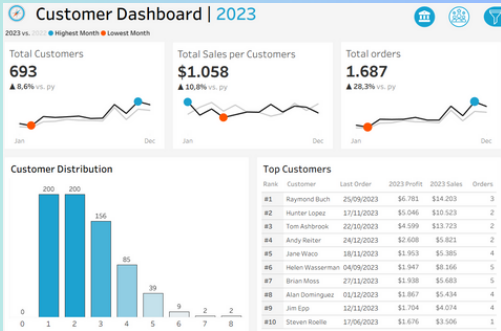 Customer Dashboard | 2023
2023 vs. 2022 Highest Month Lowest Month
Total Customers
693
▲ 8,6% vs. py
Jan Dec
Total Sales per Customers
$1.058
▲ 10,8% vs. py
Jan Dec
Total orders
1.687
▲ 28,3% vs. py
Jan Dec
Customer Distribution
0 200 200 156 85 39 9 2 2
0 1 2 3 4 5 6 7 8
Top Customers
Rank Customer Last Order 2023 Profit 2023 Sales Orders
#1 Raymond Buch 25/09/2023 $6.781 $14.203 3
#2 Hunter Lopez 17/11/2023 $5.046 $10.523 2
#3 Tom Ashbrook 22/10/2023 $4.599 $13.723 2
#4 Andy Reiter 24/12/2023 $2.608 $5.821 2
#5 Jane Waco 18/11/2023 $1.953 $5.385 4
#6 Helen Wasserman 04/09/2023 $1.947 $8.166 5
#7 Brian Moss 27/11/2023 $1.938 $5.683 5
#8 Alan Dominguez 01/12/2023 $1.867 $5.434 4
#9 Jim Epp 12/11/2023 $1.704 $4.074 4
#10 Steven Roelle 17/06/2023 $1.676 $3.506 1